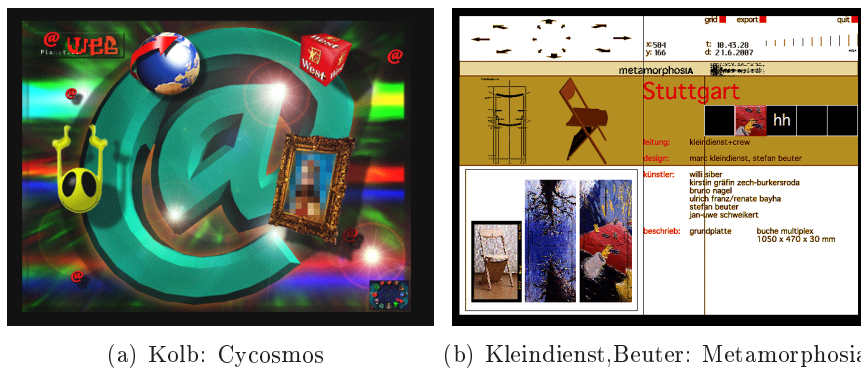 @ WEB
Planet
West
West
@
@
@
@
grid export quit
x:504 t: 10.43.20
y:166 d: 21.6.2007
metamorphosIA
Stuttgart
hh
leitung: kleindienst+crew
design: marc kleindienst, stefan beuter
künstler: willi siber
kirstin gräfin zech-burkersroda
bruno nagel
ulrich franz/renate bayha
stefan beuter
jan-uwe schweikert
beschrieb: grundplatte buche multiplex
1050 x 470 x 30 mm
(a) Kolb: Cycosmos
(b) Kleindienst,Beuter: Metamorphosia